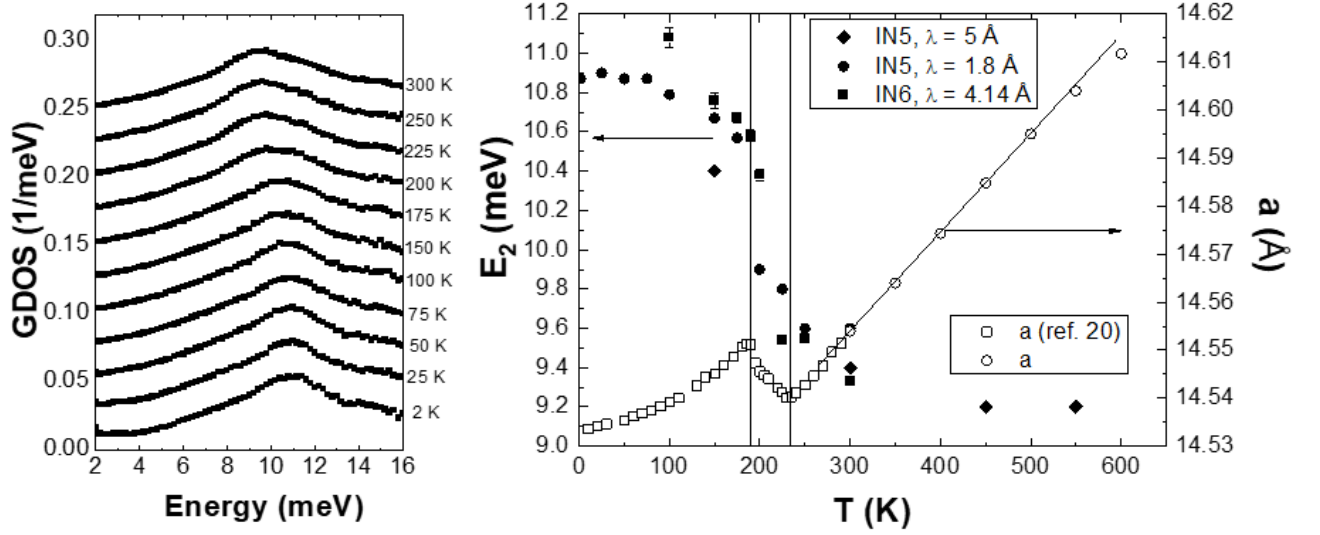 GDOS (1/meV)
0.30
0.25
0.20
0.15
0.10
0.05
0.00
300 K
250 K
225 K
200 K
175 K
150 K
100 K
75 K
50 K
25 K
2 K
2 4 6 8 10 12 14 16
Energy (meV)
E2 (meV)
11.2
11.0
10.8
10.6
10.4
10.2
10.0
9.8
9.6
9.4
9.2
9.0
IN5, λ = 5 Å
IN5, λ = 1.8 Å
IN6, λ = 4.14 Å
a (ref. 20)
a
0 100 200 300 400 500 600
T (K)
14.62
14.61
14.60
14.59
14.58
14.57
14.56
14.55
14.54
14.53
a (Å)